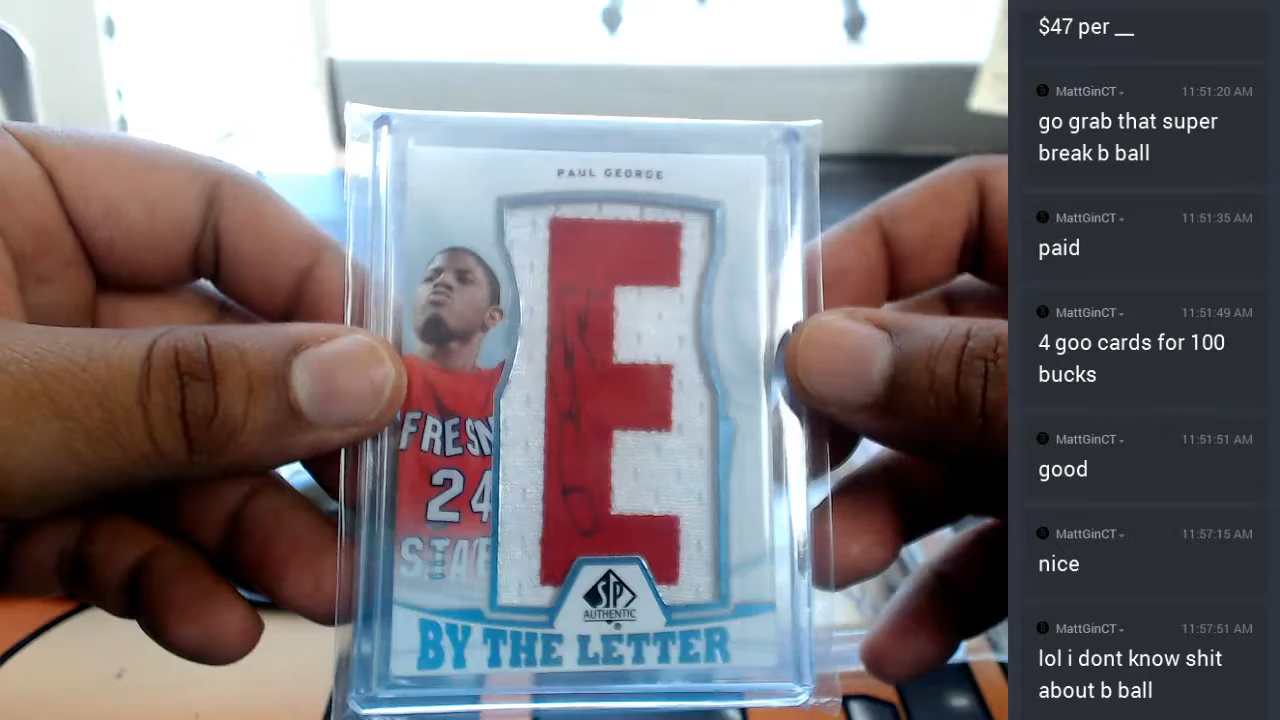 PAUL GEORGE
FRESN
24
STAT
SP
AUTHENTIC
BY THE LETTER
$47 per __
MattGinCT
11:51:20 AM
go grab that super
break b ball
MattGinCT
11:51:35 AM
paid
MattGinCT
11:51:49 AM
4 goo cards for 100
bucks
MattGinCT
11:51:51 AM
good
MattGinCT
11:57:15 AM
nice
MattGinCT
11:57:51 AM
lol i dont know shit
about b ball